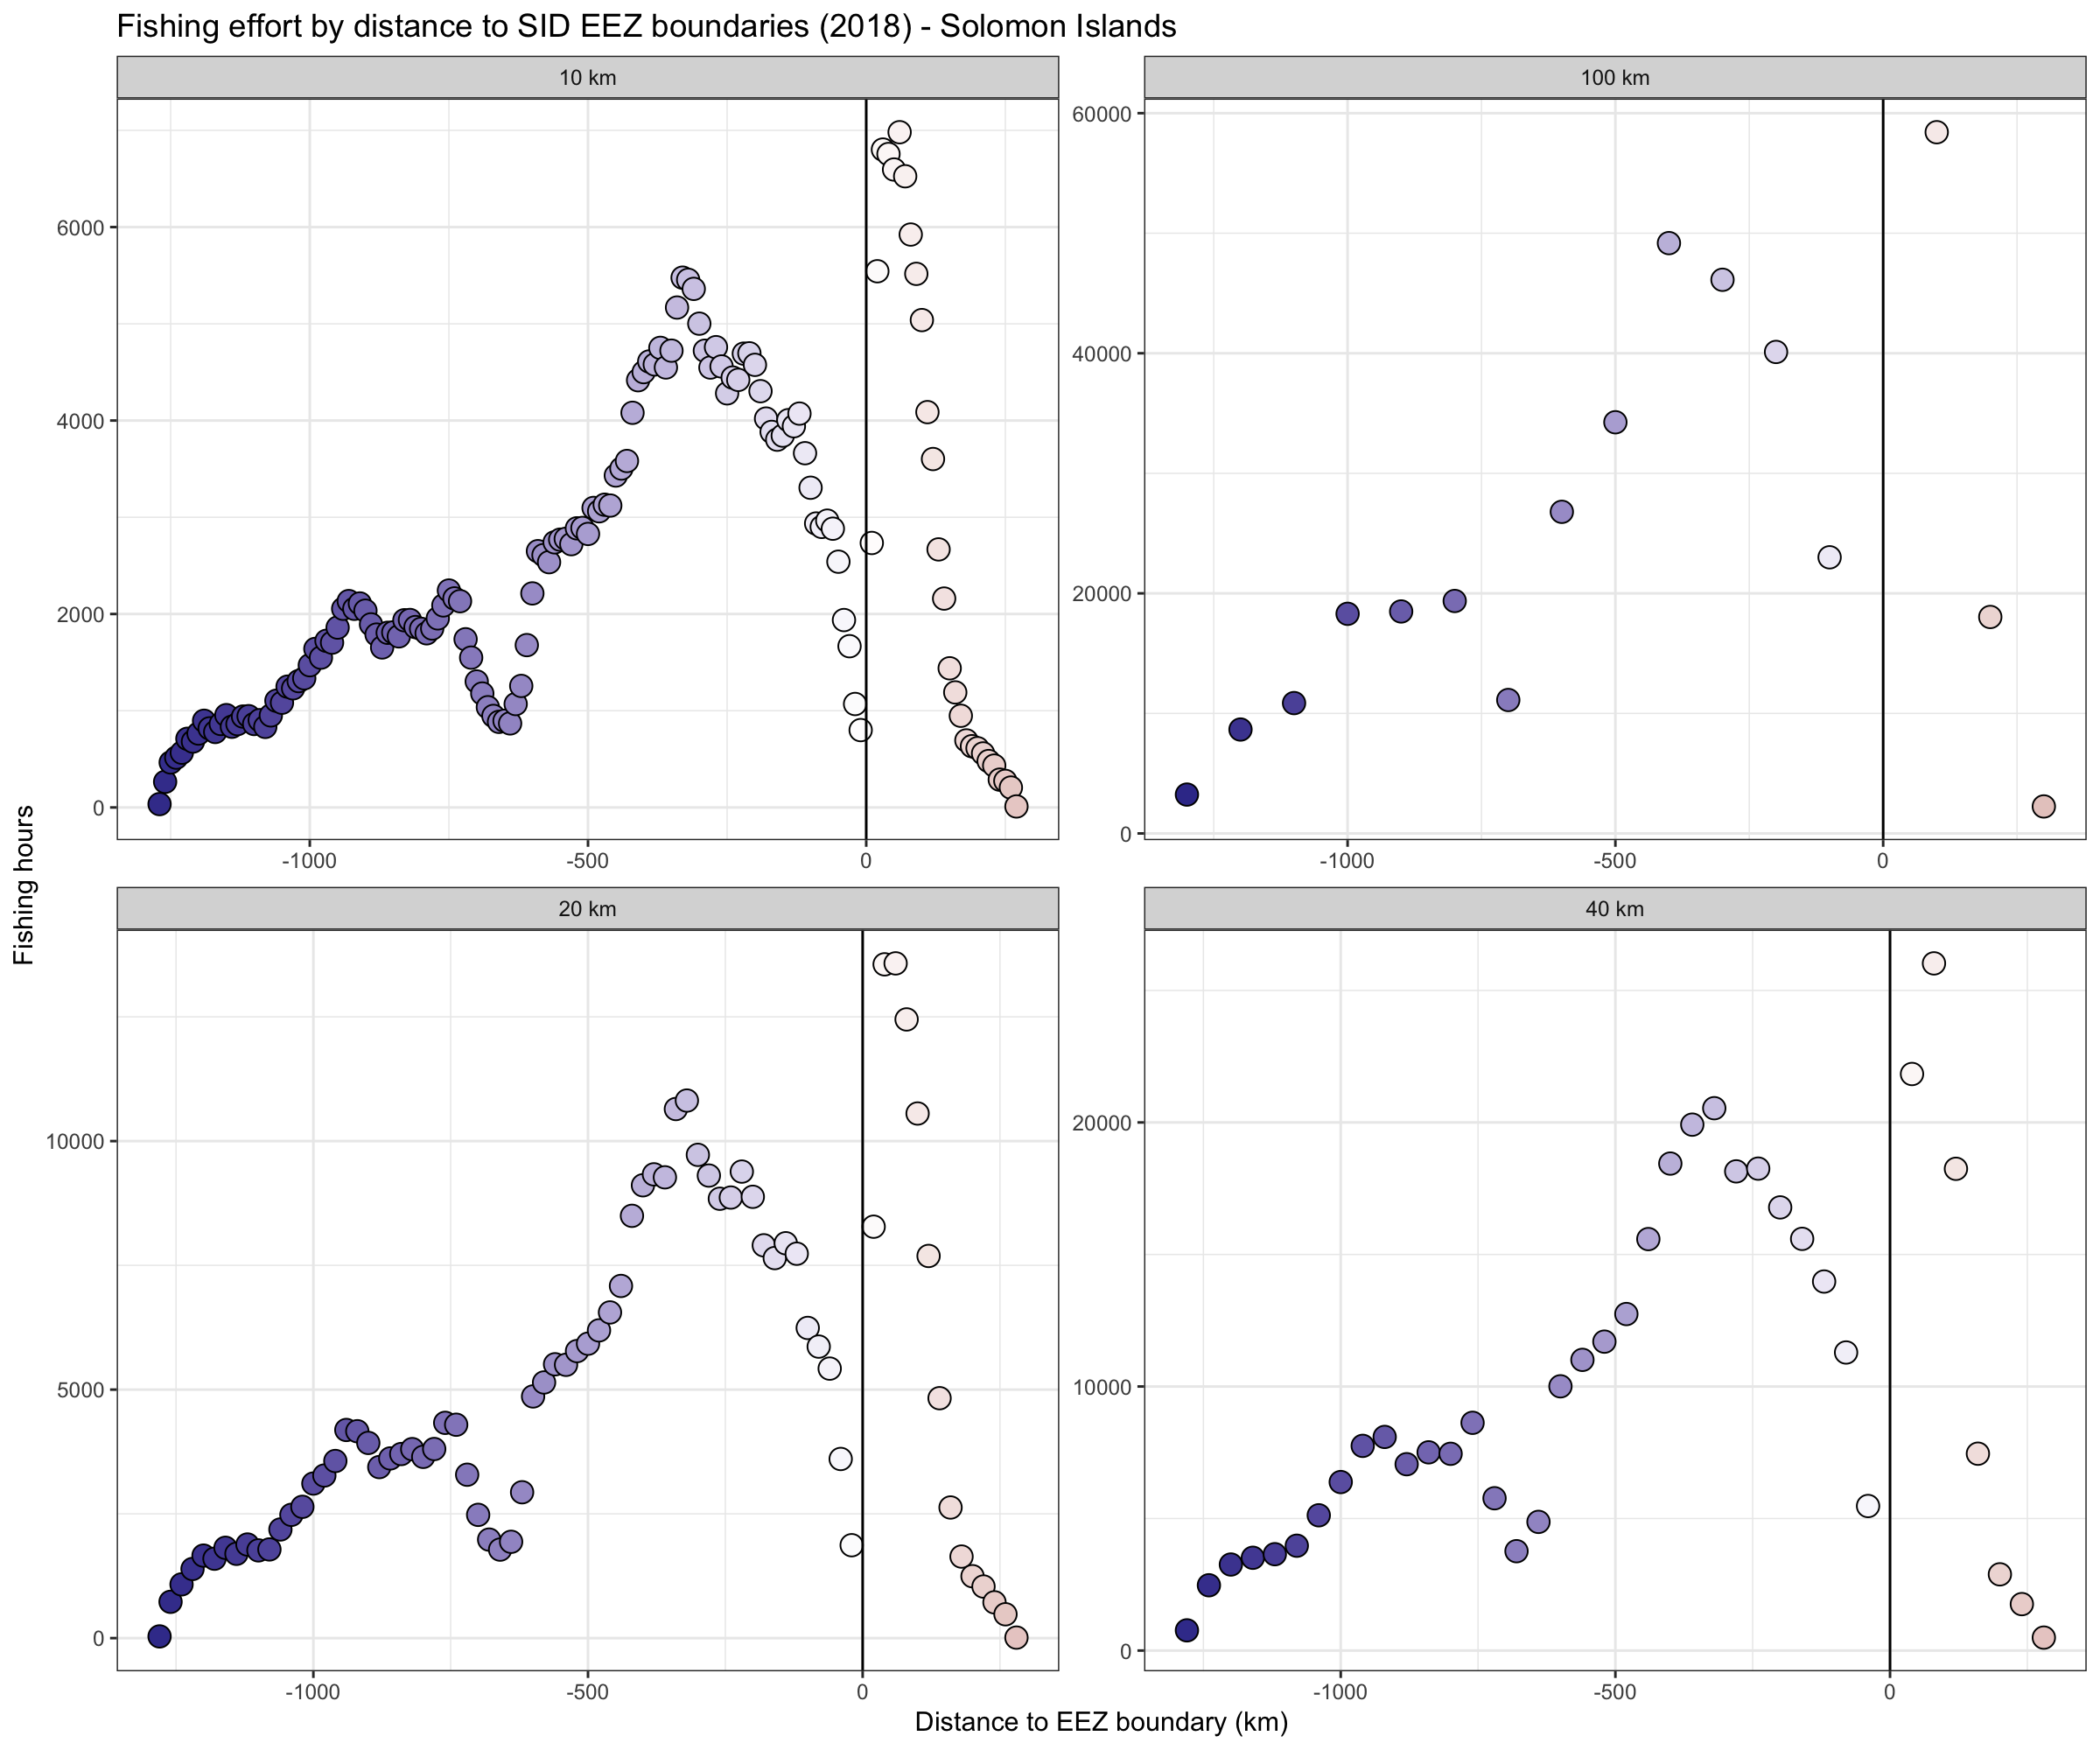 Fishing effort by distance to SID EEZ boundaries (2018) - Solomon Islands
10 km
6000
4000
2000
0
-1000 -500 0
100 km
60000
40000
20000
0
-1000 -500 0
Fishing hours
20 km
10000
5000
0
-1000 -500 0
40 km
20000
10000
0
-1000 -500 0
Distance to EEZ boundary (km)